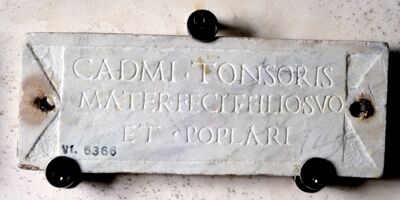 CADMI · TONSORIS
MATER FECIT FILIO SVO
ET · POPLARI
VI. 6366